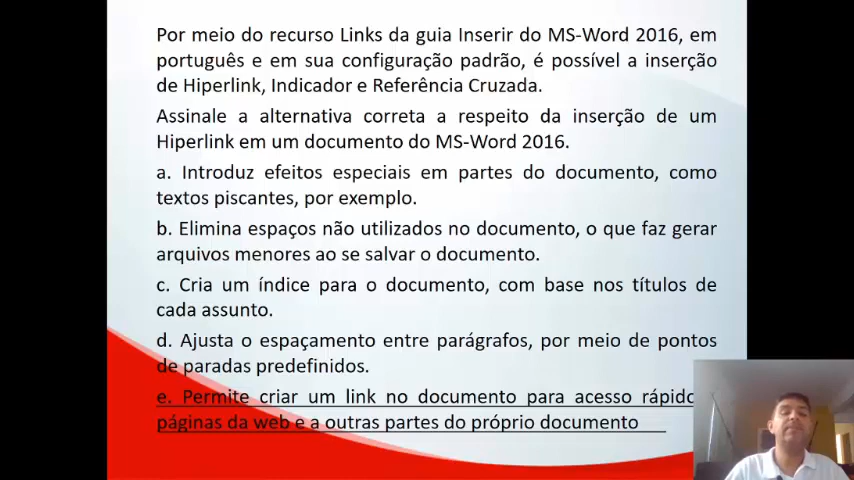 Por meio do recurso Links da guia Inserir do MS-Word 2016, em
português e em sua configuração padrão, é possível a inserção
de Hiperlink, Indicador e Referência Cruzada.
Assinale a alternativa correta a respeito da inserção de um
Hiperlink em um documento do MS-Word 2016.
a. Introduz efeitos especiais em partes do documento, como
textos piscantes, por exemplo.
b. Elimina espaços não utilizados no documento, o que faz gerar
arquivos menores ao se salvar o documento.
c. Cria um índice para o documento, com base nos títulos de
cada assunto.
d. Ajusta o espaçamento entre parágrafos, por meio de pontos
de paradas predefinidos.
e. Permite criar um link no documento para acesso rápido
páginas da web e a outras partes do próprio documento